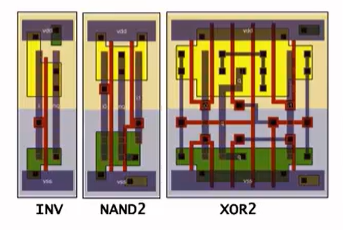 vdd vdd vdd
i
vss vss vss
INV NAND2 XOR2